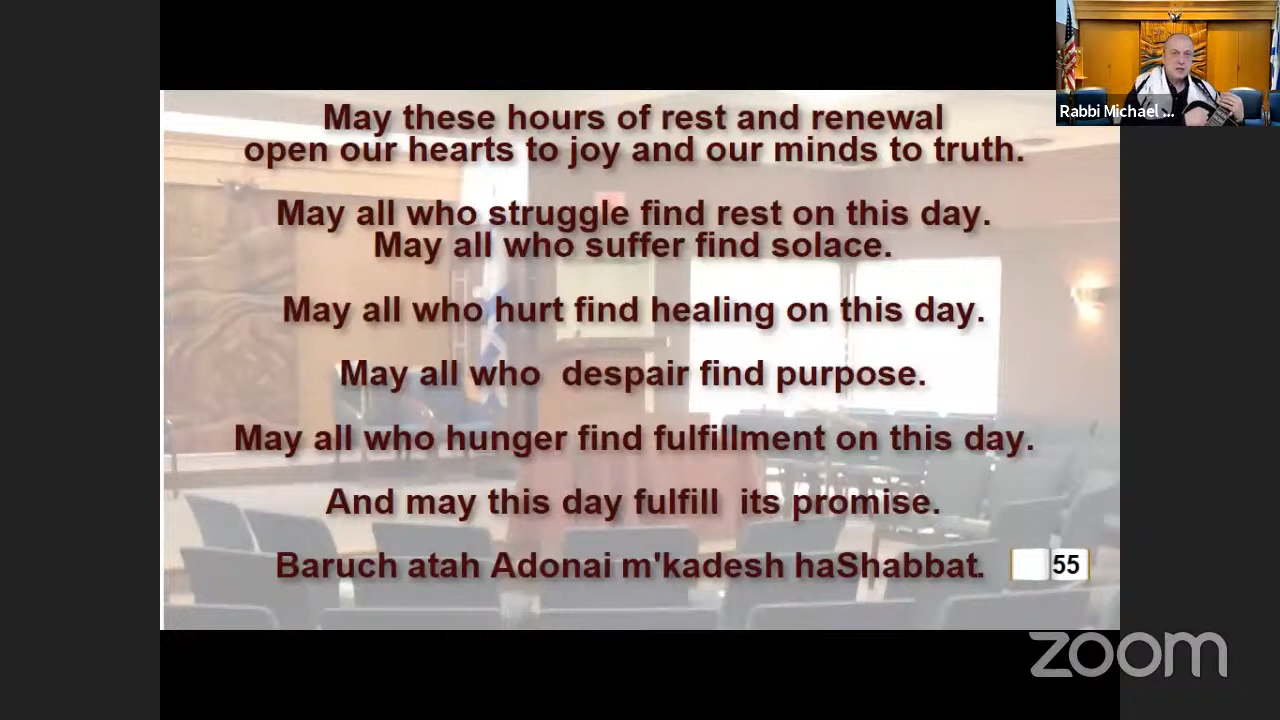 Rabbi Michael ...
May these hours of rest and renewal
open our hearts to joy and our minds to truth.
May all who struggle find rest on this day.
May all who suffer find solace.
May all who hurt find healing on this day.
May all who  despair find purpose.
May all who hunger find fulfillment on this day.
And may this day fulfill  its promise.
Baruch atah Adonai m'kadesh haShabbat.
55
zoom